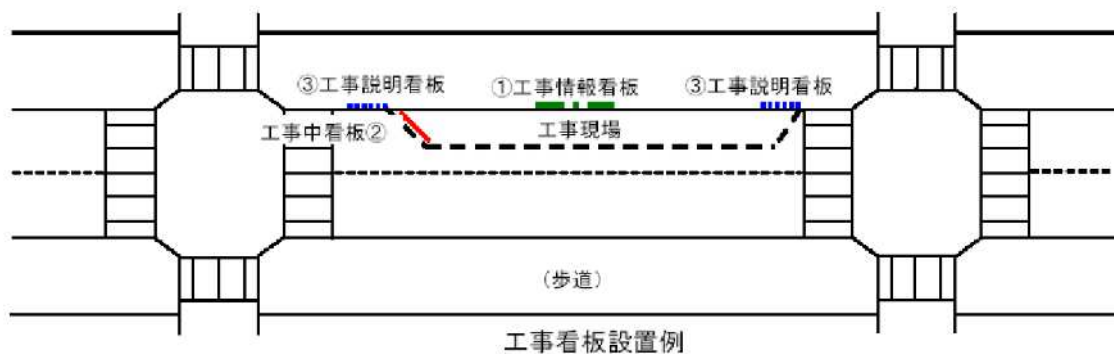 ③工事説明看板
①工事情報看板
③工事説明看板
工事中看板②
工事現場
(歩道)
工事看板設置例